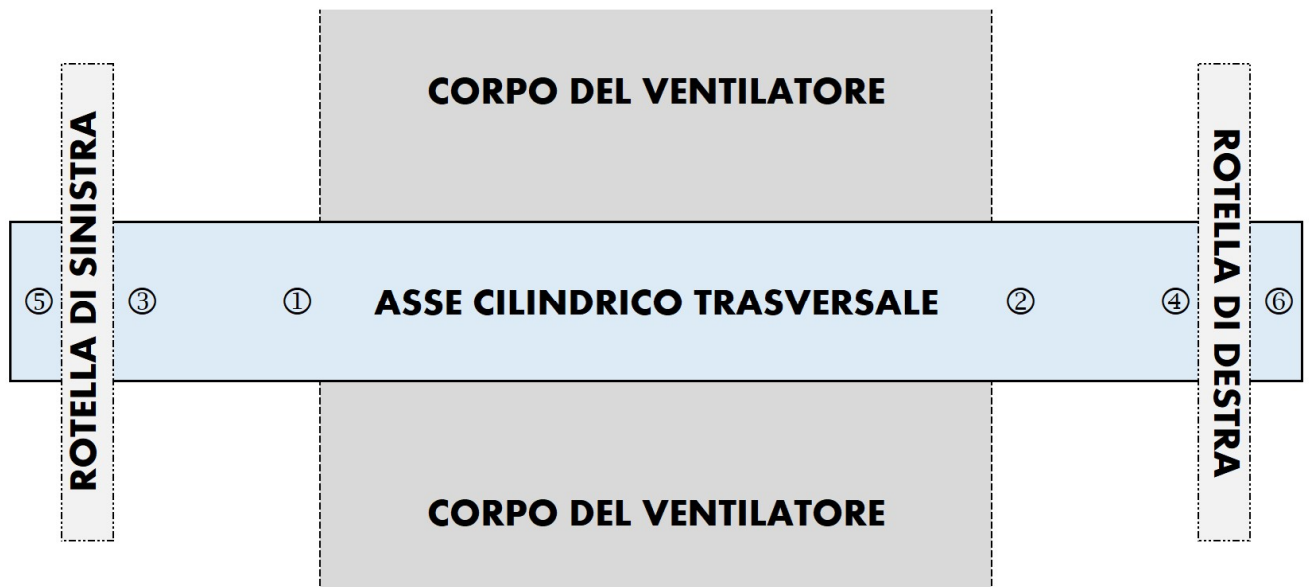 CORPO DEL VENTILATORE
ROTELLA DI SINISTRA
⑤ ③ ① ASSE CILINDRICO TRASVERSALE ② ④ ⑥
ROTELLA DI DESTRA
CORPO DEL VENTILATORE